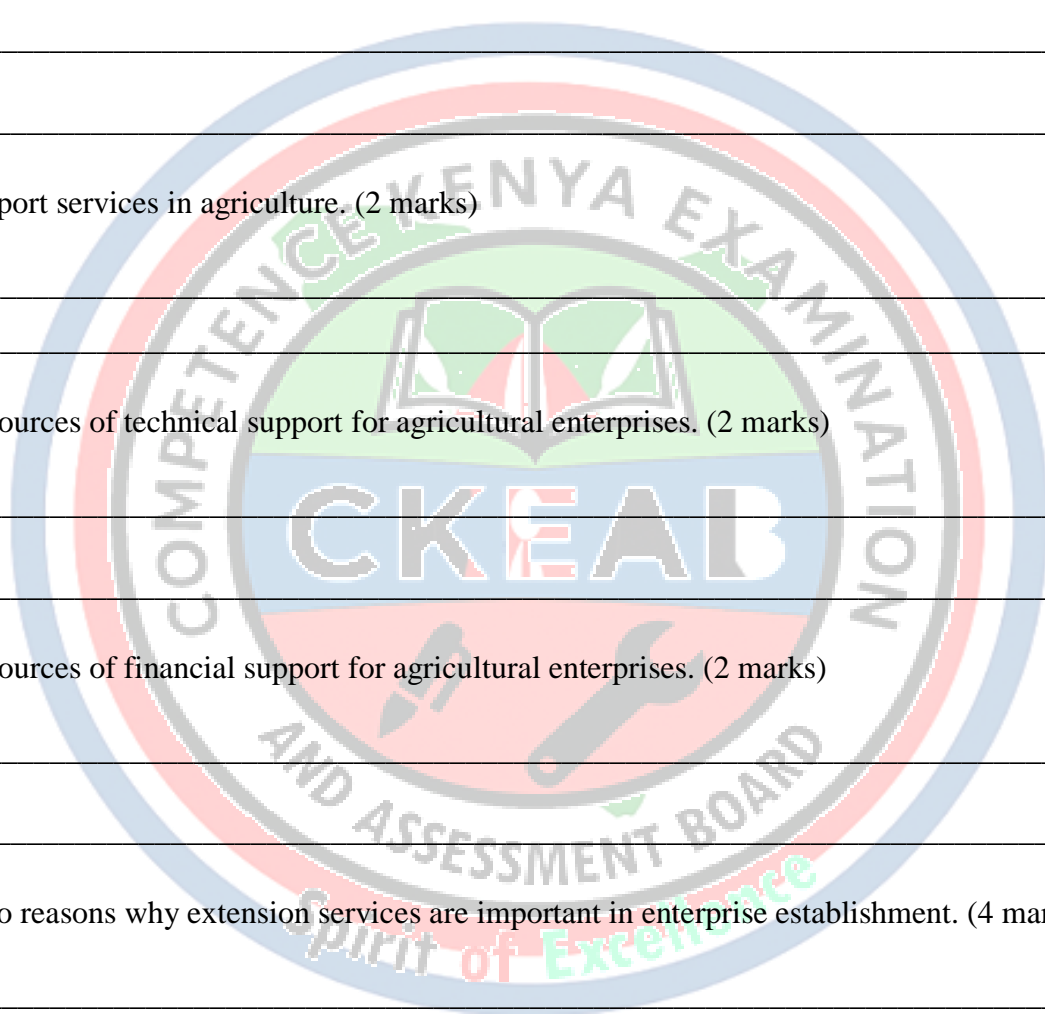 port services in agriculture. (2 marks)
ources of technical support for agricultural enterprises. (2 marks)
ources of financial support for agricultural enterprises. (2 marks)
o reasons why extension services are important in enterprise establishment. (4 mar
COMPETENCE KENYA EXAMINATION
CKEAB
AND ASSESSMENT BOARD
Spirit of Excellence